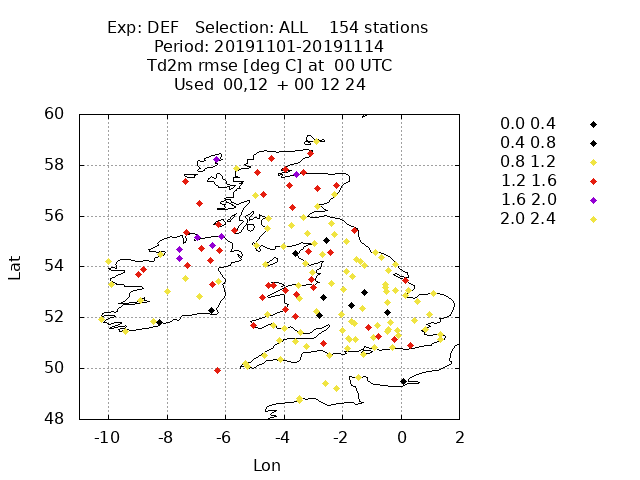 Exp: DEF Selection: ALL 154 stations
Period: 20191101-20191114
Td2m rmse [deg C] at 00 UTC
Used 00,12 + 00 12 24
60
58
56
54
52
50
48
Lat
-10 -8 -6 -4 -2 0 2
Lon
0.0 0.4
0.4 0.8
0.8 1.2
1.2 1.6
1.6 2.0
2.0 2.4